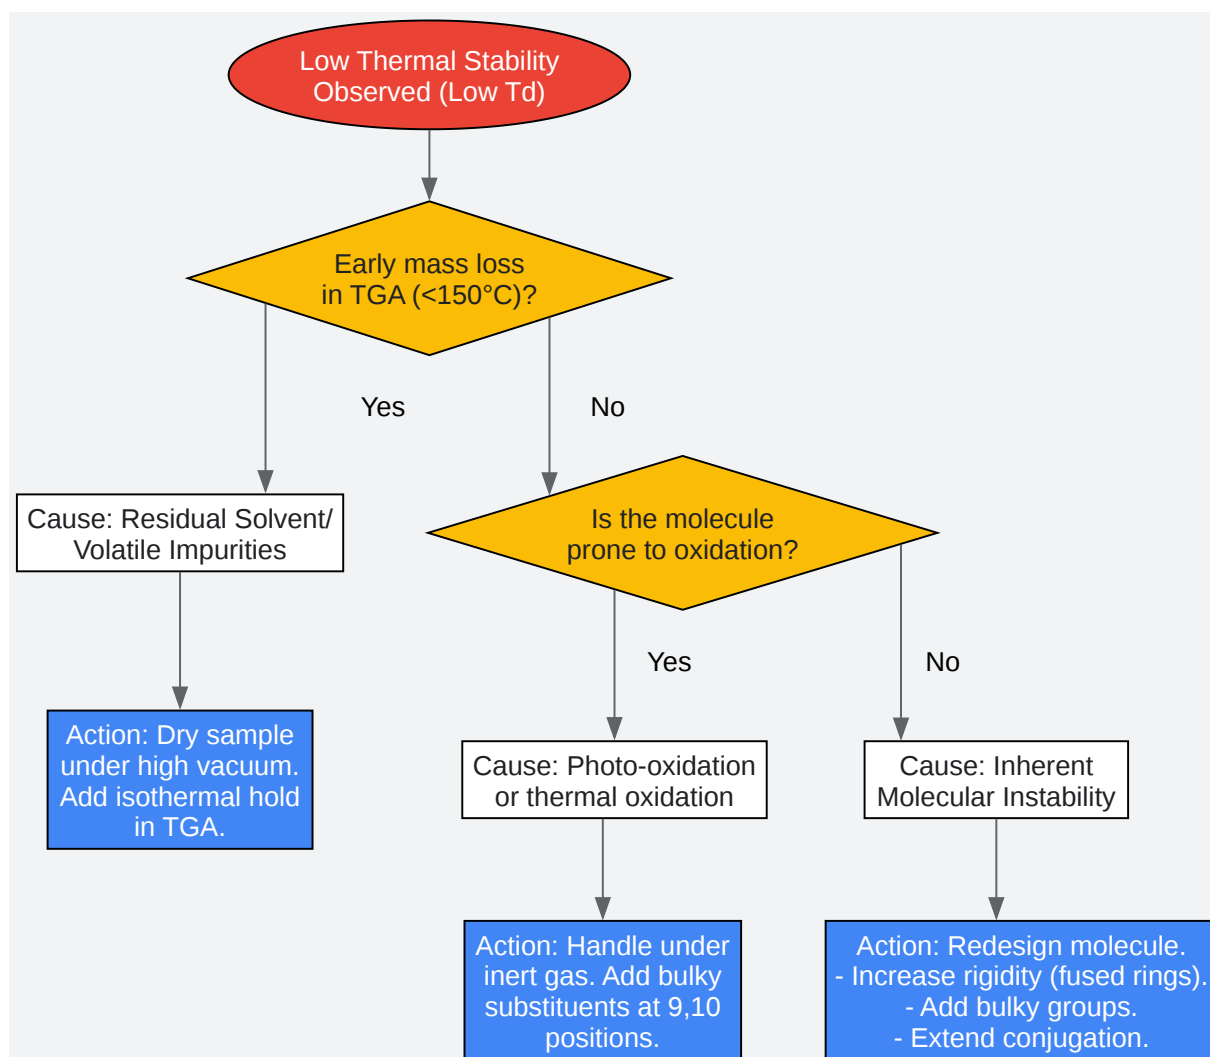 Low Thermal Stability
Observed (Low Td)
Early mass loss
in TGA (<150°C)?
Yes
No
Cause: Residual Solvent/
Volatile Impurities
Is the molecule
prone to oxidation?
Yes
No
Action: Dry sample
under high vacuum.
Add isothermal hold
in TGA.
Cause: Photo-oxidation
or thermal oxidation
Cause: Inherent
Molecular Instability
Action: Handle under
inert gas. Add bulky
substituents at 9,10
positions.
Action: Redesign molecule.
- Increase rigidity (fused rings).
- Add bulky groups.
- Extend conjugation.